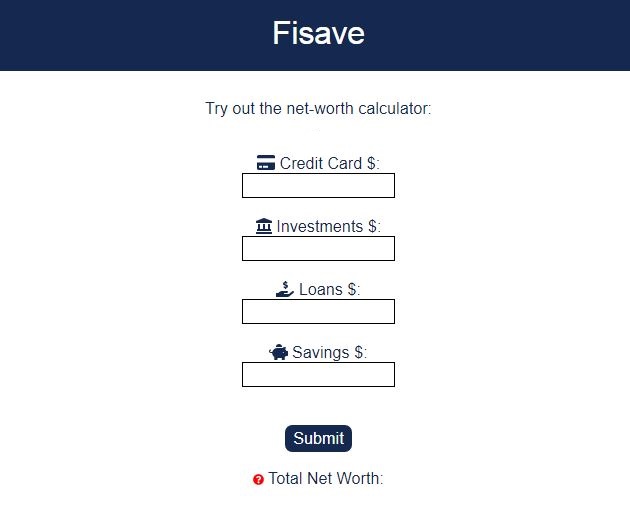 Fisave
Try out the net-worth calculator:
Credit Card $:
Investments $:
Loans $:
Savings $:
Submit
Total Net Worth: